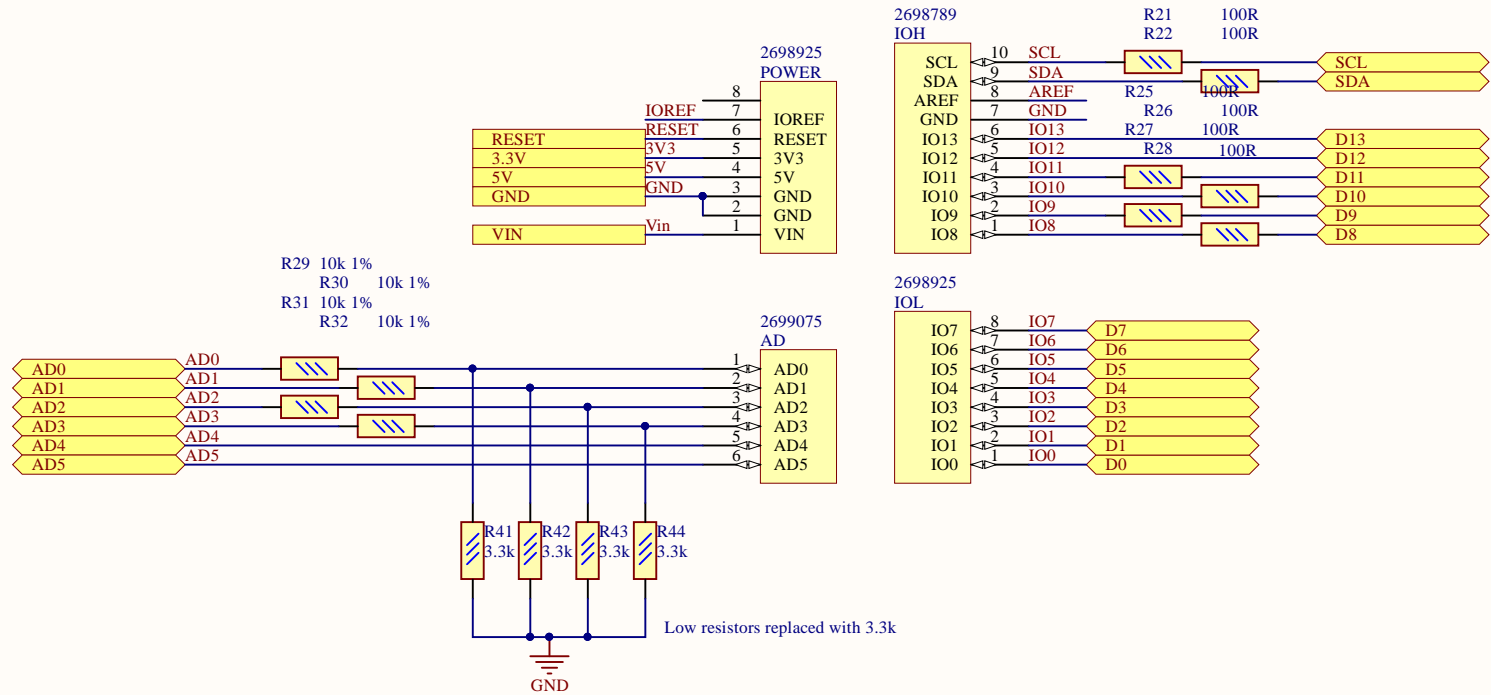 2698925
POWER
8
IOREF 7 IOREF
RESET RESET 6 RESET
3.3V 3V3 5 3V3
5V 5V 4 5V
GND GND 3 GND
2 GND
VIN Vin 1 VIN
2698789
IOH
R21 100R
R22 100R
SCL 10 SCL SCL
SDA 9 SDA SDA
AREF 8 AREF R25 100R
GND 7 GND R26 100R
IO13 6 IO13 R27 100R D13
IO12 5 IO12 R28 100R D12
IO11 4 IO11 D11
IO10 3 IO10 D10
IO9 2 IO9 D9
IO8 1 IO8 D8
R29 10k 1%
R30 10k 1%
R31 10k 1%
R32 10k 1%
2699075
AD
AD0 AD0 1 AD0
AD1 AD1 2 AD1
AD2 AD2 3 AD2
AD3 AD3 4 AD3
AD4 AD4 5 AD4
AD5 AD5 6 AD5
2698925
IOL
IO7 8 IO7 D7
IO6 7 IO6 D6
IO5 6 IO5 D5
IO4 5 IO4 D4
IO3 4 IO3 D3
IO2 3 IO2 D2
IO1 2 IO1 D1
IO0 1 IO0 D0
R41 R42 R43 R44
3.3k 3.3k 3.3k 3.3k
Low resistors replaced with 3.3k
GND